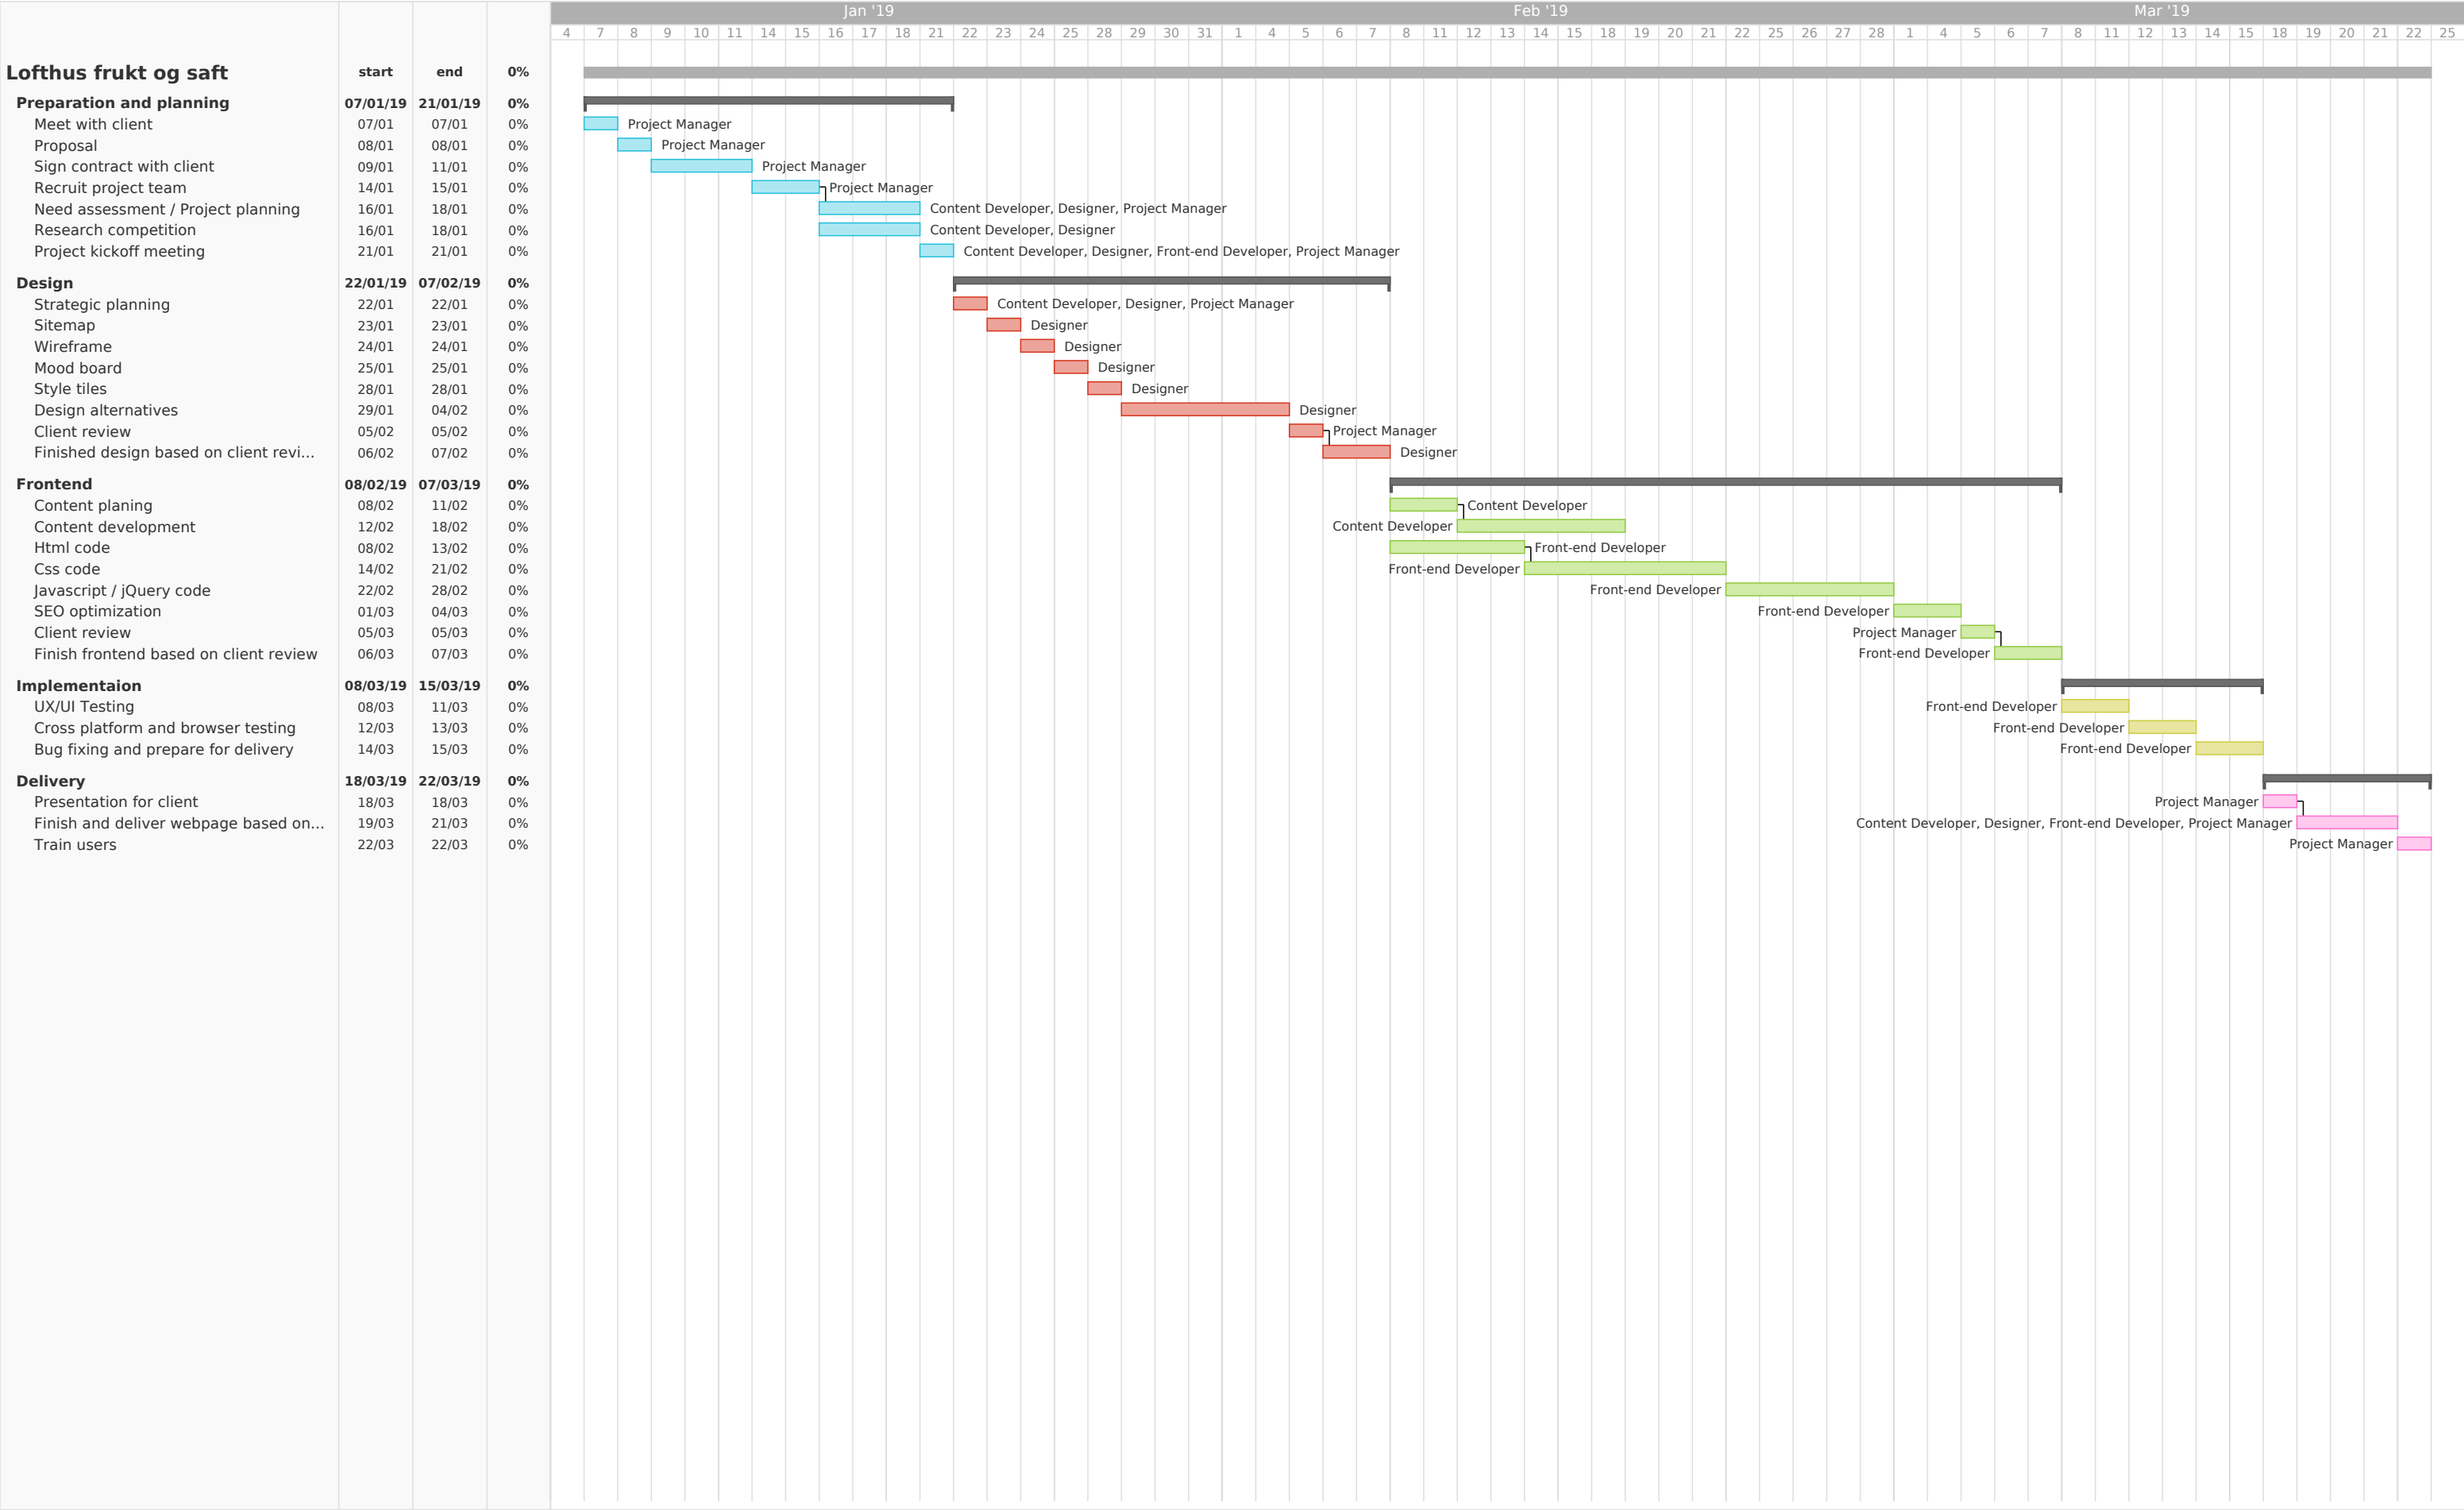 Jan '19 Feb '19 Mar '19
4 7 8 9 10 11 14 15 16 17 18 21 22 23 24 25 28 29 30 31 1 4 5 6 7 8 11 12 13 14 15 18 19 20 21 22 25 26 27 28 1 4 5 6 7 8 11 12 13 14 15 18 19 20 21 22 25
Lofthus frukt og saft start end 0%
Preparation and planning 07/01/19 21/01/19 0%
Meet with client 07/01 07/01 0% Project Manager
Proposal 08/01 08/01 0% Project Manager
Sign contract with client 09/01 11/01 0% Project Manager
Recruit project team 14/01 15/01 0% Project Manager
Need assessment / Project planning 16/01 18/01 0% Content Developer, Designer, Project Manager
Research competition 16/01 18/01 0% Content Developer, Designer
Project kickoff meeting 21/01 21/01 0% Content Developer, Designer, Front-end Developer, Project Manager
Design 22/01/19 07/02/19 0%
Strategic planning 22/01 22/01 0% Content Developer, Designer, Project Manager
Sitemap 23/01 23/01 0% Designer
Wireframe 24/01 24/01 0% Designer
Mood board 25/01 25/01 0% Designer
Style tiles 28/01 28/01 0% Designer
Design alternatives 29/01 04/02 0% Designer
Client review 05/02 05/02 0% Project Manager
Finished design based on client revi... 06/02 07/02 0% Designer
Frontend 08/02/19 07/03/19 0%
Content planing 08/02 11/02 0% Content Developer
Content development 12/02 18/02 0% Content Developer
Html code 08/02 13/02 0% Front-end Developer
Css code 14/02 21/02 0% Front-end Developer
Javascript / jQuery code 22/02 28/02 0% Front-end Developer
SEO optimization 01/03 04/03 0% Front-end Developer
Client review 05/03 05/03 0% Project Manager
Finish frontend based on client review 06/03 07/03 0% Front-end Developer
Implementaion 08/03/19 15/03/19 0%
UX/UI Testing 08/03 11/03 0% Front-end Developer
Cross platform and browser testing 12/03 13/03 0% Front-end Developer
Bug fixing and prepare for delivery 14/03 15/03 0% Front-end Developer
Delivery 18/03/19 22/03/19 0%
Presentation for client 18/03 18/03 0% Project Manager
Finish and deliver webpage based on... 19/03 21/03 0% Content Developer, Designer, Front-end Developer, Project Manager
Train users 22/03 22/03 0% Project Manager